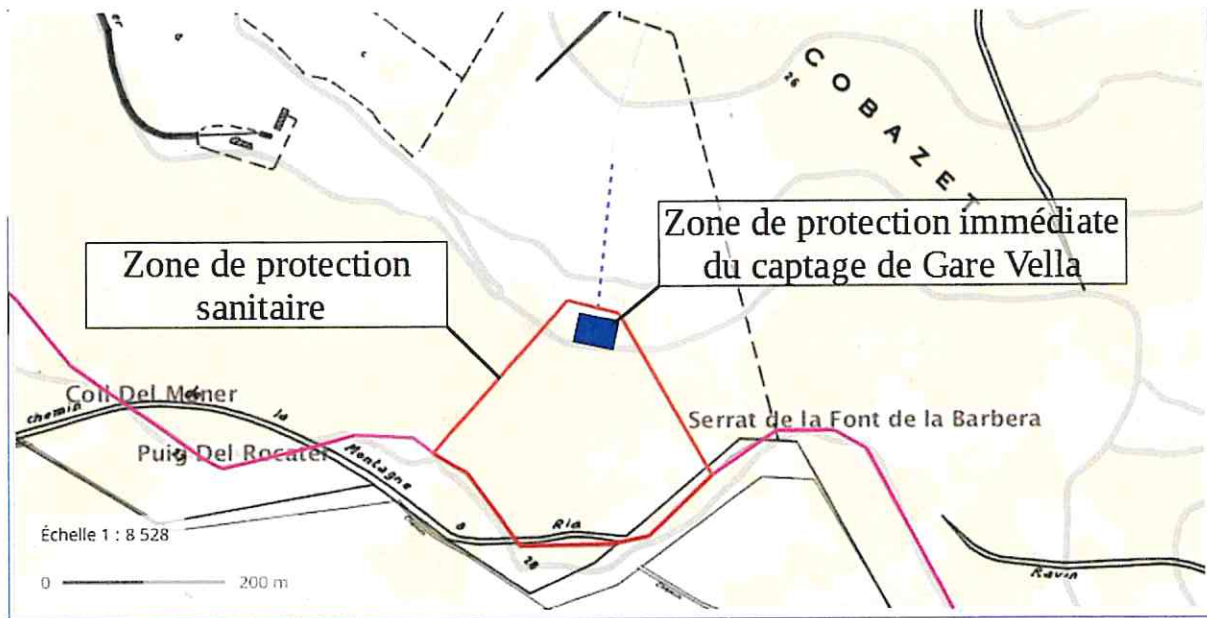 COBAZET
26
Zone de protection immédiate
du captage de Gare Vella
Zone de protection
sanitaire
Coll Del Moner
chemin de la Montagne à Ria
Puig Del Rocater
Serrat de la Font de la Barbera
28
Ravin
Échelle 1 : 8 528
0 200 m